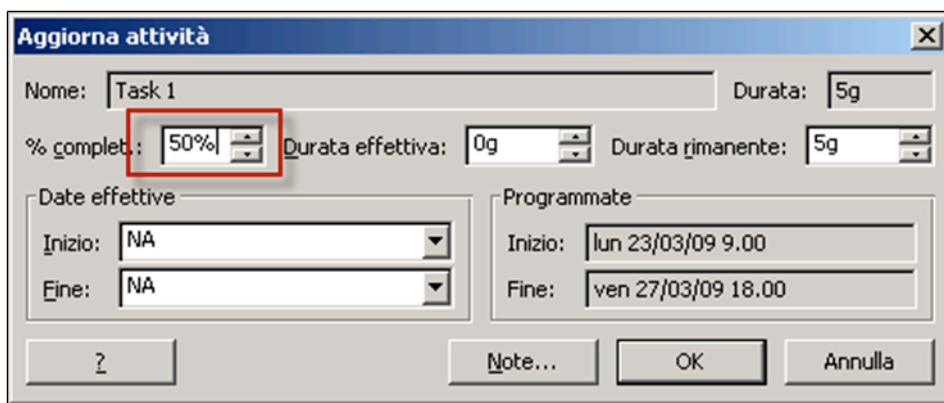 Aggiorna attività
Nome: Task 1 Durata: 5g
% complet.: 50% Durata effettiva: 0g Durata rimanente: 5g
Date effettive Programmate
Inizio: NA Inizio: lun 23/03/09 9.00
Fine: NA Fine: ven 27/03/09 18.00
? Note... OK Annulla